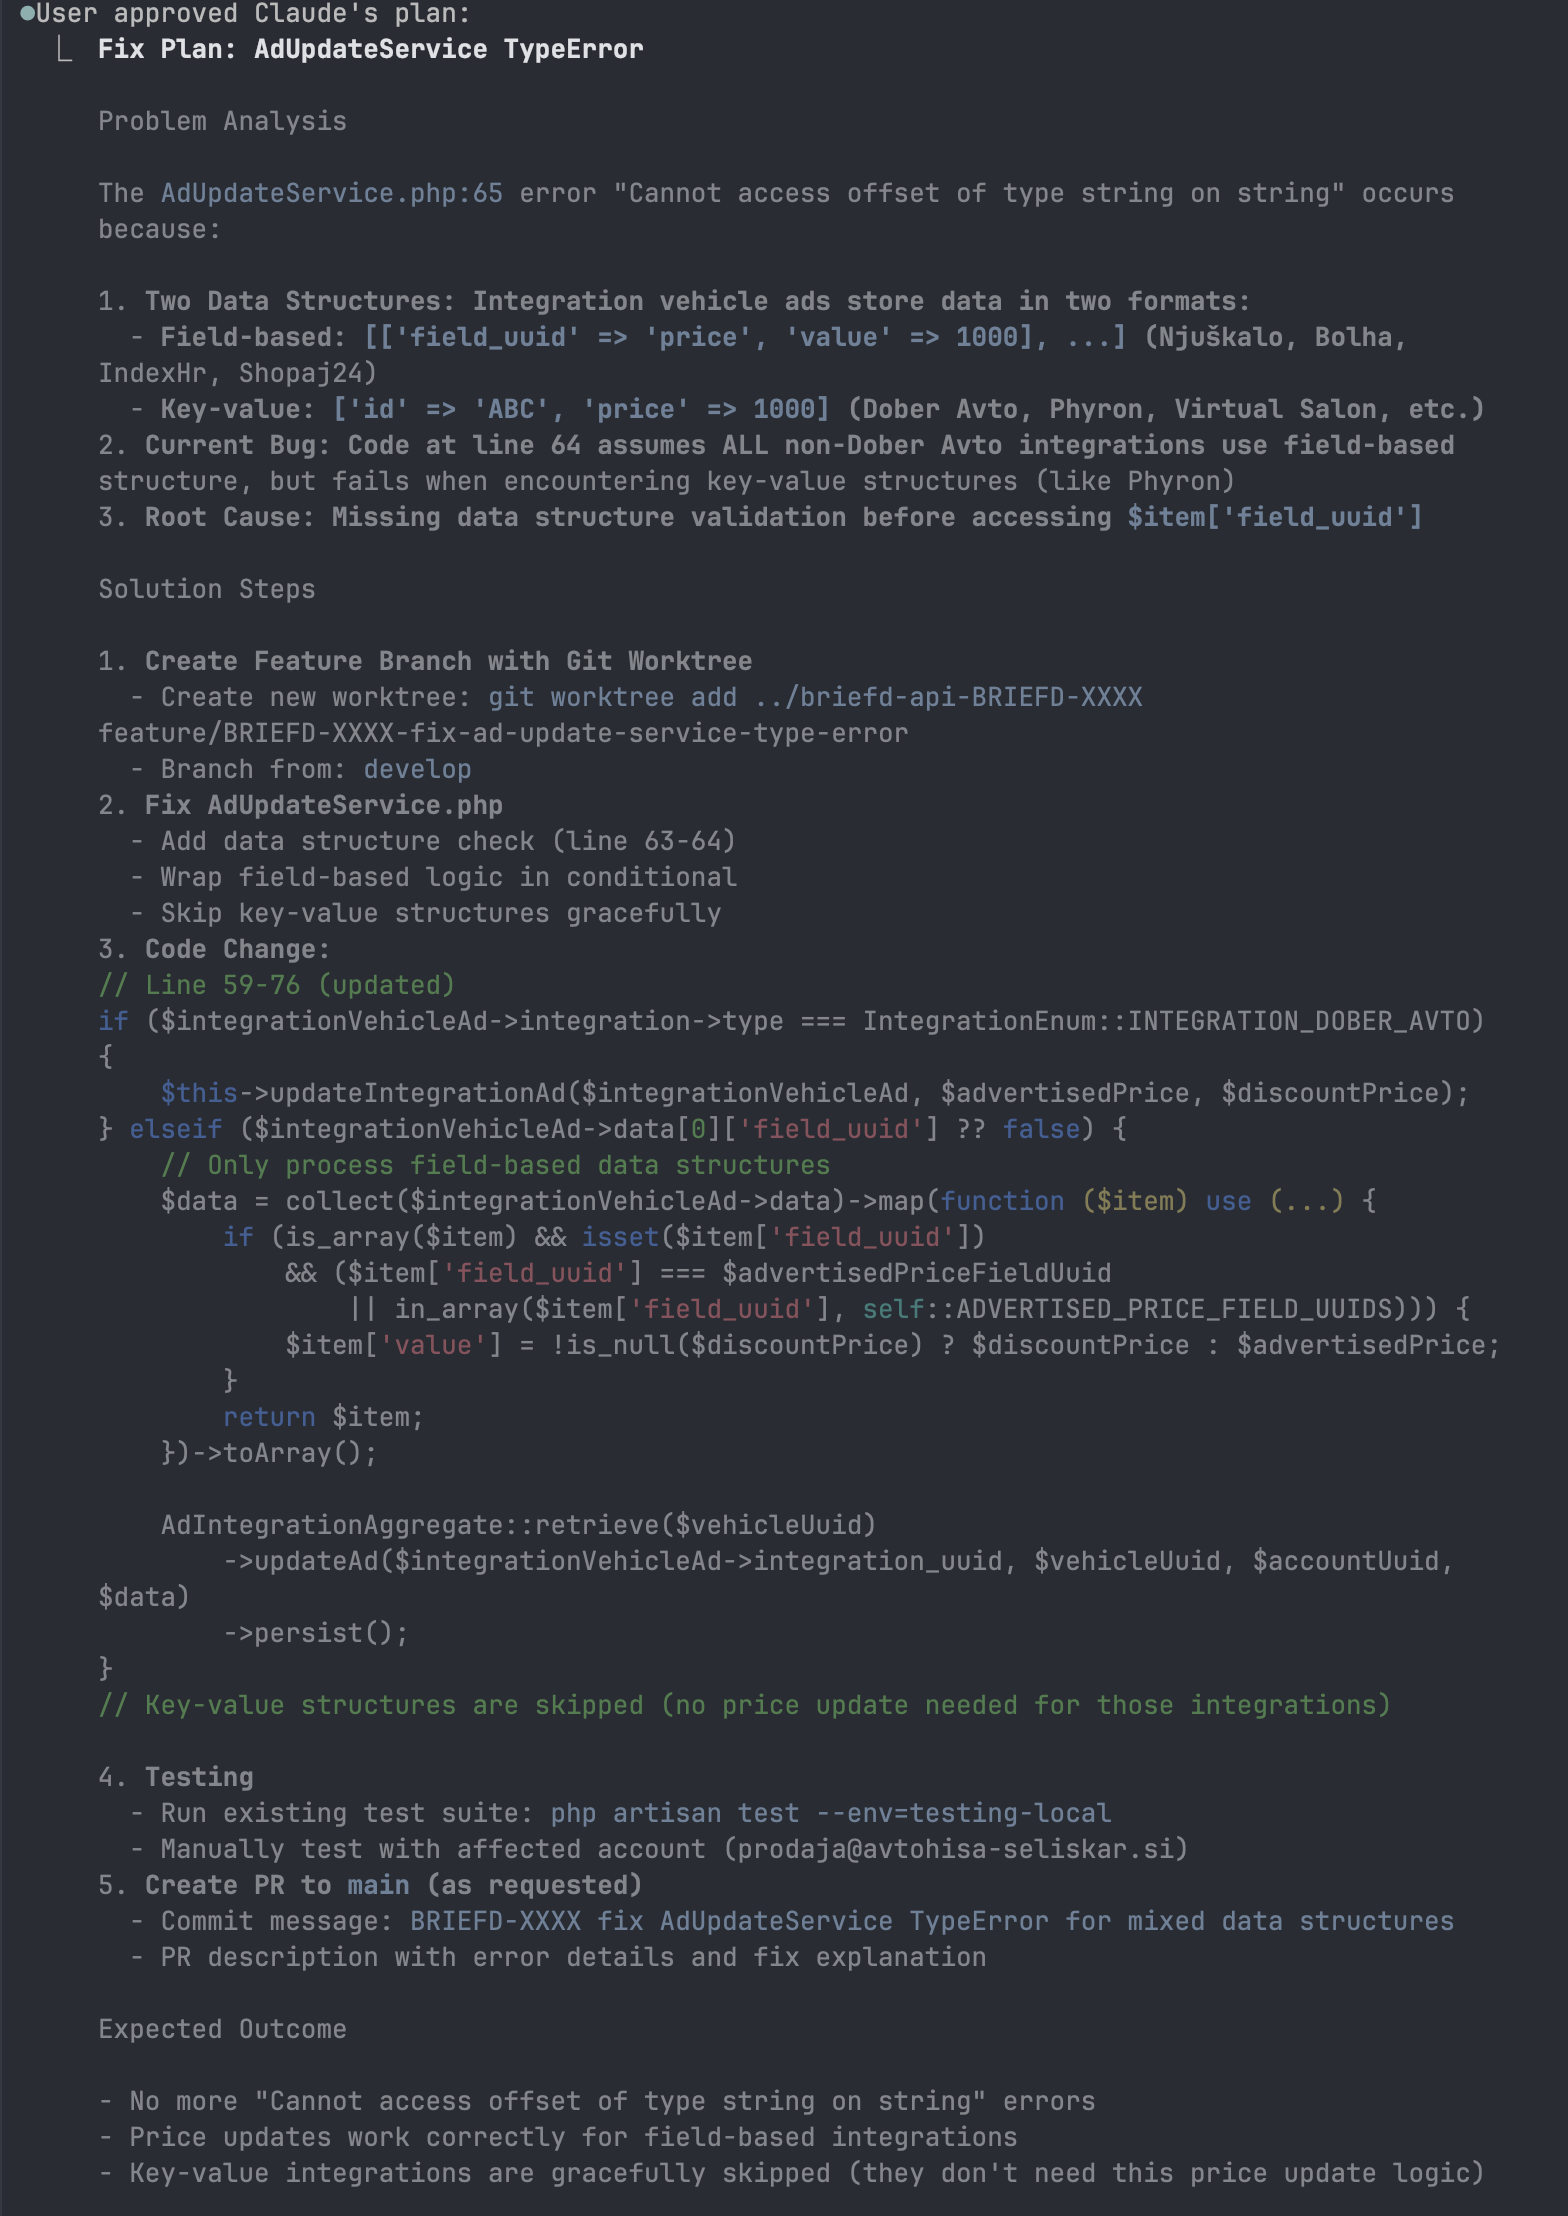 ●User approved Claude's plan:
⎿ Fix Plan: AdUpdateService TypeError
Problem Analysis
The AdUpdateService.php:65 error "Cannot access offset of type string on string" occurs
because:
1. Two Data Structures: Integration vehicle ads store data in two formats:
- Field-based: [['field_uuid' => 'price', 'value' => 1000], ...] (Njuškalo, Bolha,
IndexHr, Shopaj24)
- Key-value: ['id' => 'ABC', 'price' => 1000] (Dober Avto, Phyron, Virtual Salon, etc.)
2. Current Bug: Code at line 64 assumes ALL non-Dober Avto integrations use field-based
structure, but fails when encountering key-value structures (like Phyron)
3. Root Cause: Missing data structure validation before accessing $item['field_uuid']
Solution Steps
1. Create Feature Branch with Git Worktree
- Create new worktree: git worktree add ../briefd-api-BRIEFD-XXXX
feature/BRIEFD-XXXX-fix-ad-update-service-type-error
- Branch from: develop
2. Fix AdUpdateService.php
- Add data structure check (line 63-64)
- Wrap field-based logic in conditional
- Skip key-value structures gracefully
3. Code Change:
// Line 59-76 (updated)
if ($integrationVehicleAd->integration->type === IntegrationEnum::INTEGRATION_DOBER_AVTO)
{
$this->updateIntegrationAd($integrationVehicleAd, $advertisedPrice, $discountPrice);
} elseif ($integrationVehicleAd->data[0]['field_uuid'] ?? false) {
// Only process field-based data structures
$data = collect($integrationVehicleAd->data)->map(function ($item) use (...) {
if (is_array($item) && isset($item['field_uuid'])
&& ($item['field_uuid'] === $advertisedPriceFieldUuid
|| in_array($item['field_uuid'], self::ADVERTISED_PRICE_FIELD_UUIDS))) {
$item['value'] = !is_null($discountPrice) ? $discountPrice : $advertisedPrice;
}
return $item;
})->toArray();
AdIntegrationAggregate::retrieve($vehicleUuid)
->updateAd($integrationVehicleAd->integration_uuid, $vehicleUuid, $accountUuid,
$data)
->persist();
}
// Key-value structures are skipped (no price update needed for those integrations)
4. Testing
- Run existing test suite: php artisan test --env=testing-local
- Manually test with affected account (prodaja@avtohisa-seliskar.si)
5. Create PR to main (as requested)
- Commit message: BRIEFD-XXXX fix AdUpdateService TypeError for mixed data structures
- PR description with error details and fix explanation
Expected Outcome
- No more "Cannot access offset of type string on string" errors
- Price updates work correctly for field-based integrations
- Key-value integrations are gracefully skipped (they don't need this price update logic)